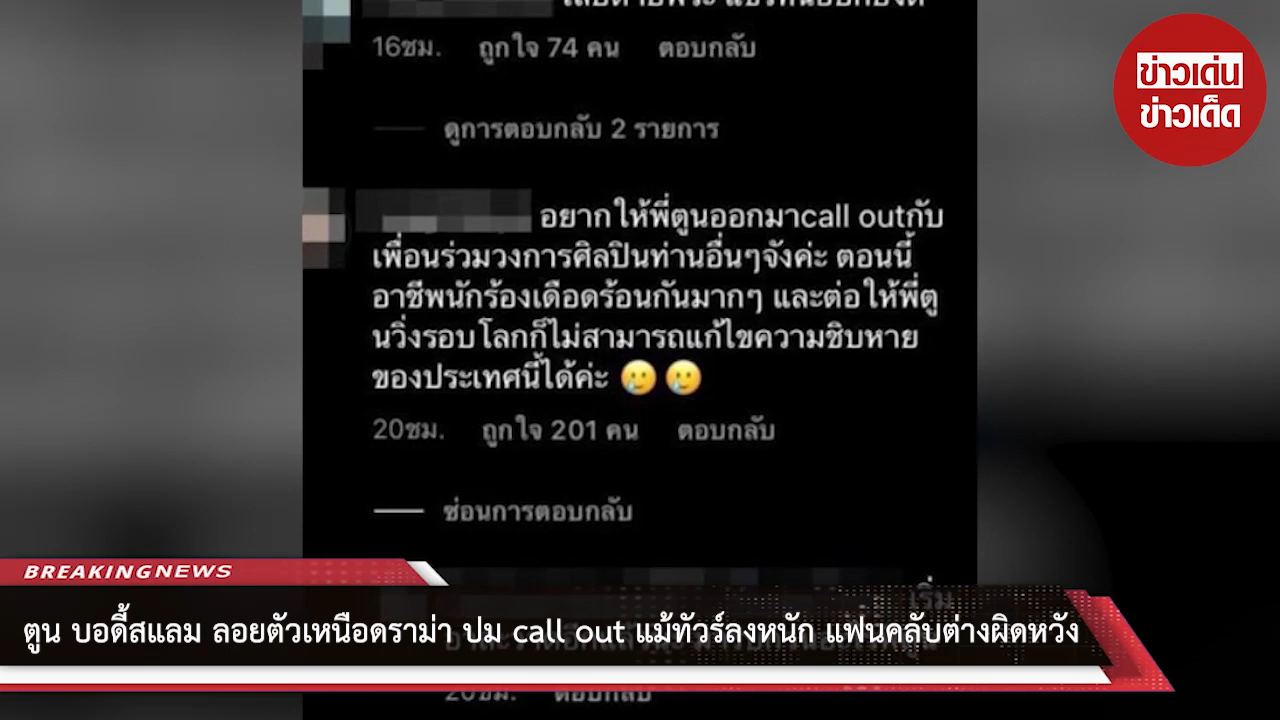 ข่าวเด่น
ข่าวเด็ด
16ชม. ถูกใจ 74 คน ตอบกลับ
ดูการตอบกลับ 2 รายการ
อยากให้พี่ตูนออกมาcall outกับ
เพื่อนร่วมวงการศิลปินท่านอื่นๆจังค่ะ ตอนนี้
อาชีพนักร้องเดือดร้อนกันมากๆ และต่อให้พี่ตู
นวิ่งรอบโลกก็ไม่สามารถแก้ไขความชิบหาย
ของประเทศนี้ได้ค่ะ 🥲🥲
20ชม. ถูกใจ 201 คน ตอบกลับ
ซ่อนการตอบกลับ
BREAKINGNEWS
ตูน บอดี้สแลม ลอยตัวเหนือดราม่า ปม call out แม้ทัวร์ลงหนัก แฟนคลับต่างผิดหวัง
20ชม. ตอบกลับ